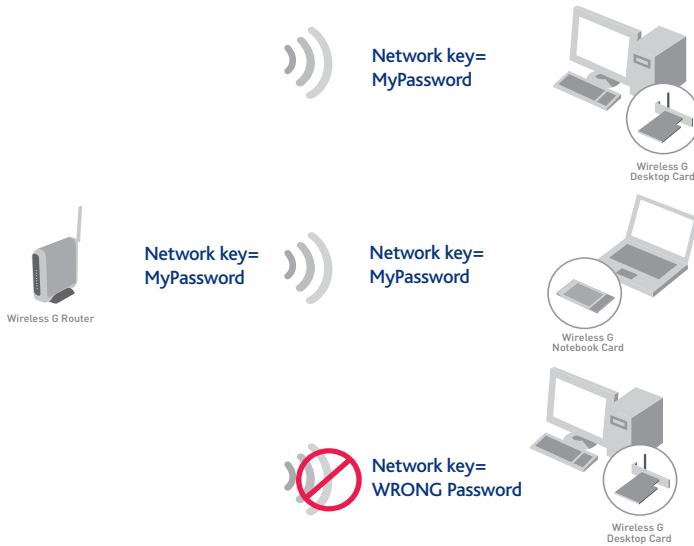 Network key=
MyPassword
Wireless G
Desktop Card
Wireless G Router
Network key=
MyPassword
Network key=
MyPassword
Wireless G
Notebook Card
Network key=
WRONG Password
Wireless G
Desktop Card